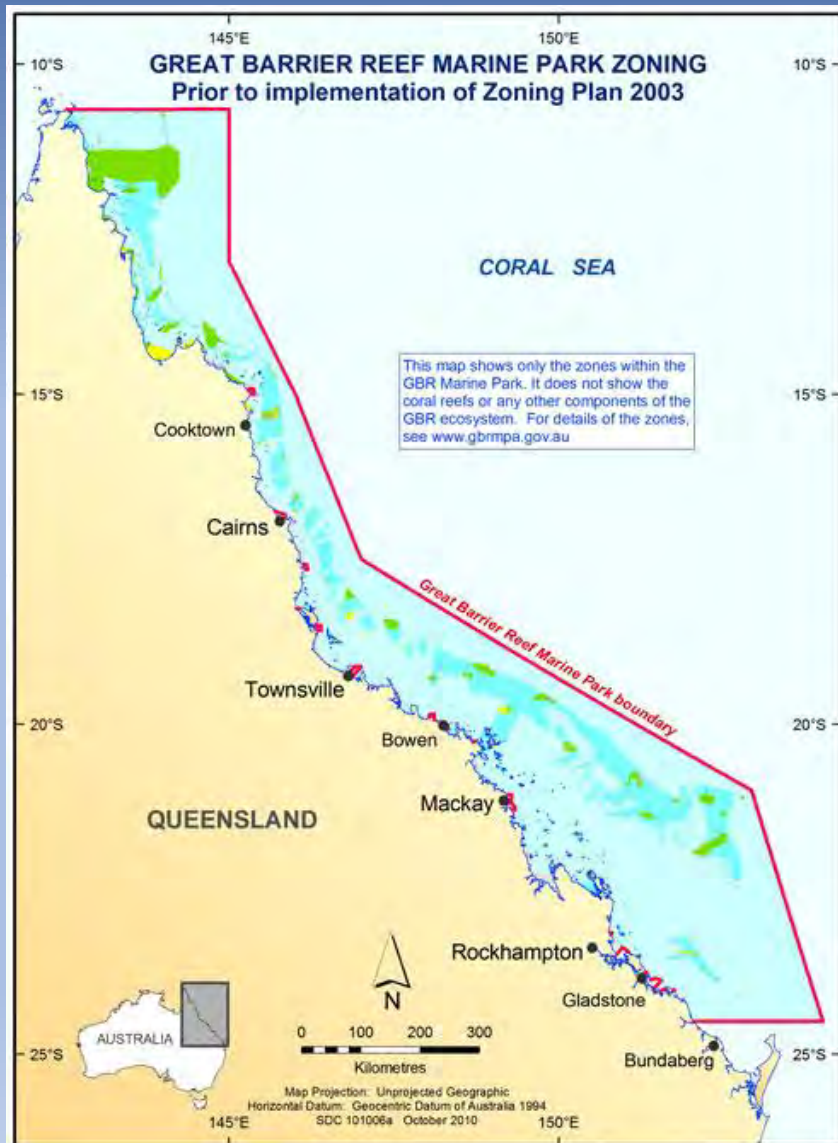 145°E 150°E
10°S 10°S
GREAT BARRIER REEF MARINE PARK ZONING
Prior to implementation of Zoning Plan 2003
CORAL SEA
This map shows only the zones within the
GBR Marine Park. It does not show the
coral reefs or any other components of the
GBR ecosystem. For details of the zones,
see www.gbrmpa.gov.au
15°S 15°S
Cooktown
Cairns
Great Barrier Reef Marine Park boundary
Townsville
20°S 20°S
Bowen
Mackay
QUEENSLAND
Rockhampton
Gladstone
N
AUSTRALIA
0 100 200 300
Kilometres
25°S 25°S
Bundaberg
Map Projection: Unprojected Geographic
Horizontal Datum: Geocentric Datum of Australia 1994
SDC 101006a October 2010
145°E 150°E